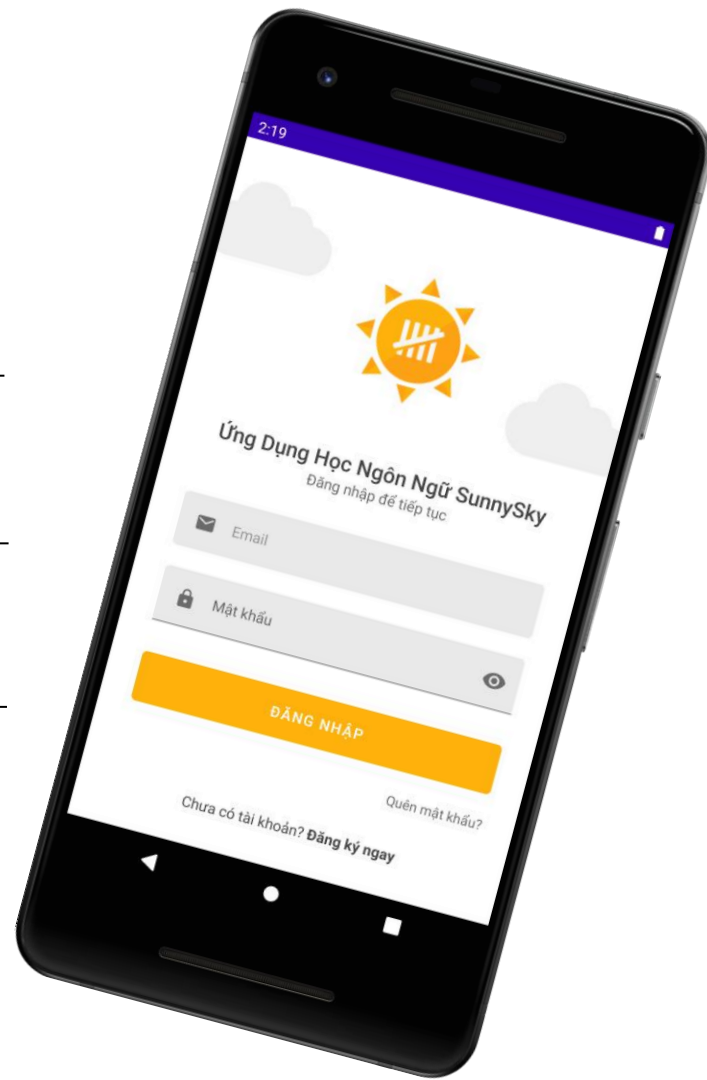 2:19
Ứng Dụng Học Ngôn Ngữ SunnySky
Đăng nhập để tiếp tục
Email
Mật khẩu
ĐĂNG NHẬP
Quên mật khẩu?
Chưa có tài khoản? Đăng ký ngay